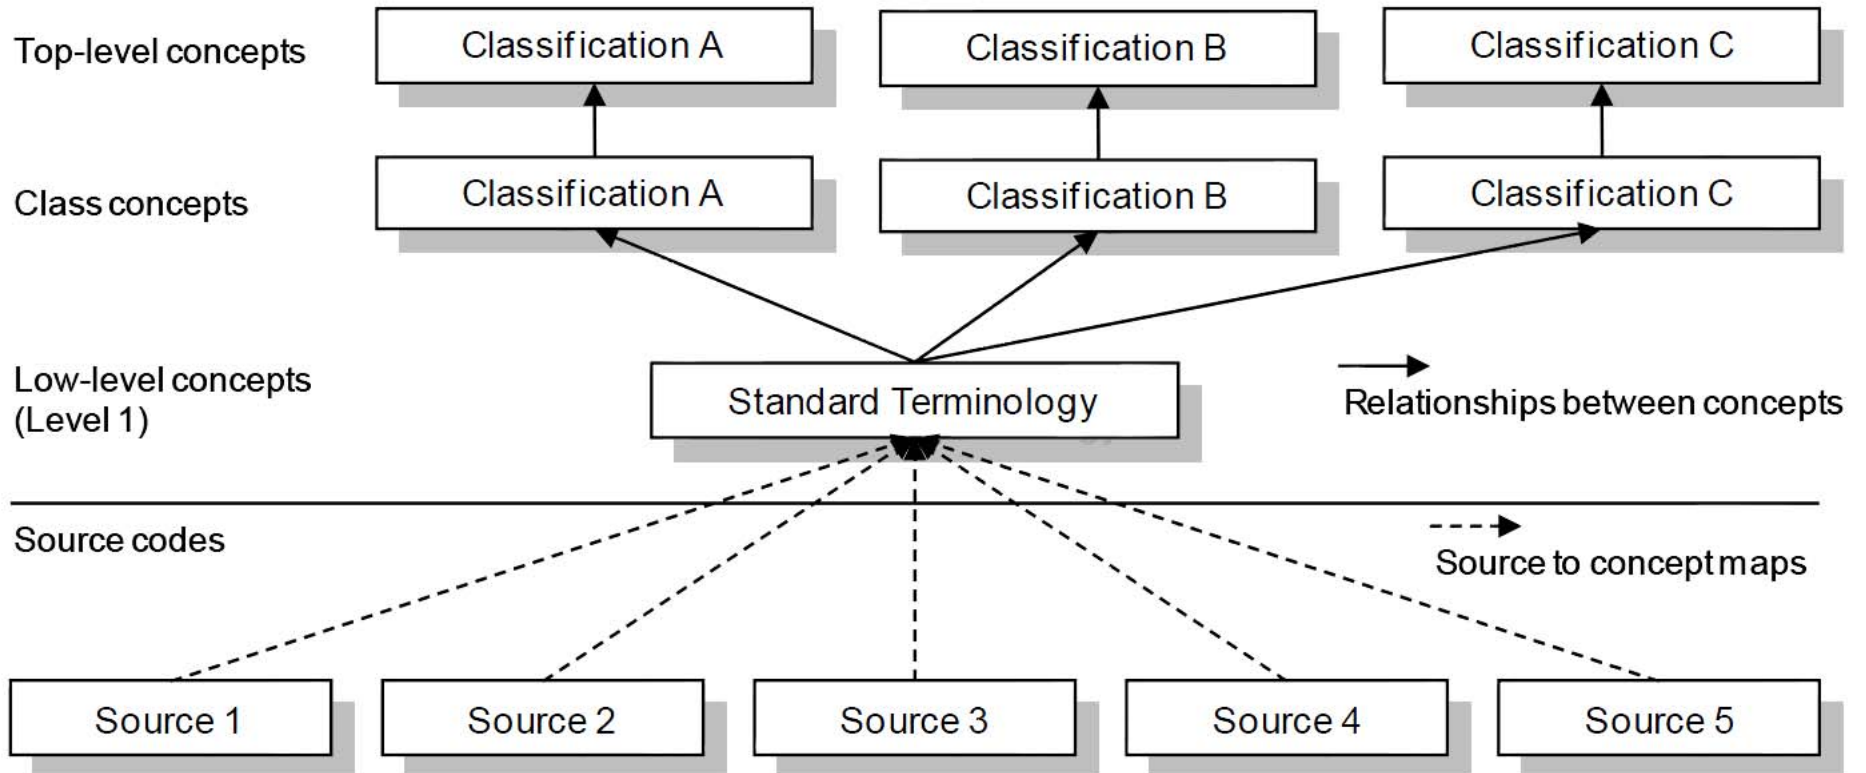 Top-level concepts
Classification A
Classification B
Classification C
Class concepts
Classification A
Classification B
Classification C
Low-level concepts
(Level 1)
Standard Terminology
Relationships between concepts
Source codes
Source to concept maps
Source 1
Source 2
Source 3
Source 4
Source 5